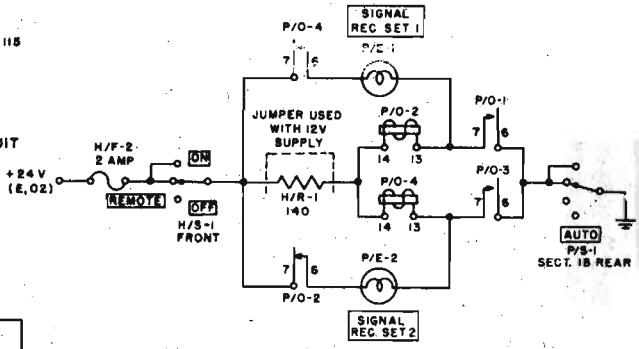 115
SIGNAL
REC SET 1
P/O-4
7 6
P/E-1
JUMPER USED
WITH 12V
SUPPLY
P/O-2
14 13
P/O-1
7 6
H/F-2
2 AMP
+24V
(E,02)
REMOTE
ON
OFF
H/S-1
FRONT
H/R-1
140
P/O-4
14 13
P/O-3
7 6
AUTO
P/S-1
SECT. 1B REAR
7 6
P/O-2
P/E-2
SIGNAL
REC. SET 2